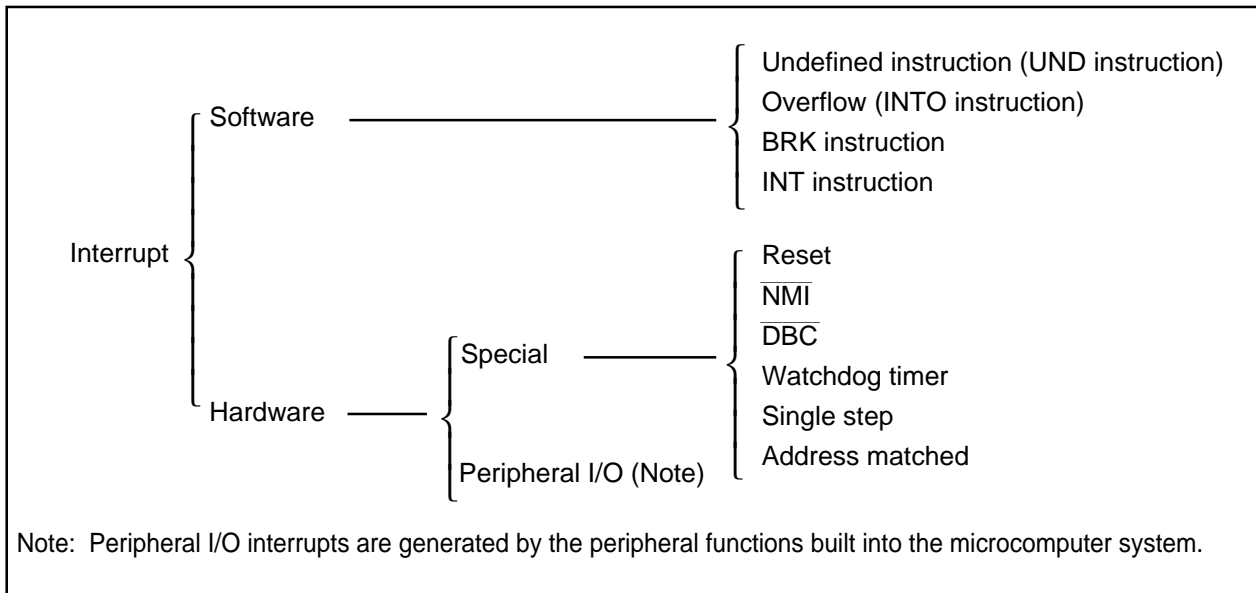 Software
Undefined instruction (UND instruction)
Overflow (INTO instruction)
BRK instruction
INT instruction
Interrupt
Hardware
Special
Reset
N̅M̅I̅
D̅B̅C̅
Watchdog timer
Single step
Address matched
Peripheral I/O (Note)
Note: Peripheral I/O interrupts are generated by the peripheral functions built into the microcomputer system.